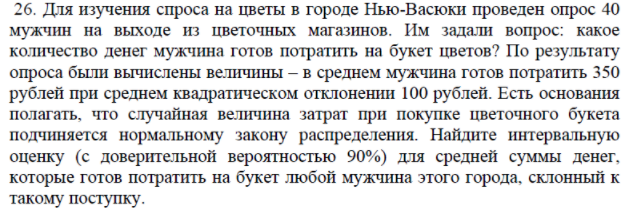 26. Для изучения спроса на цветы в городе Нью-Васюки проведен опрос 40
мужчин на выходе из цветочных магазинов. Им задали вопрос: какое
количество денег мужчина готов потратить на букет цветов? По результату
опроса были вычислены величины – в среднем мужчина готов потратить 350
рублей при среднем квадратическом отклонении 100 рублей. Есть основания
полагать, что случайная величина затрат при покупке цветочного букета
подчиняется нормальному закону распределения. Найдите интервальную
оценку (с доверительной вероятностью 90%) для средней суммы денег,
которые готов потратить на букет любой мужчина этого города, склонный к
такому поступку.